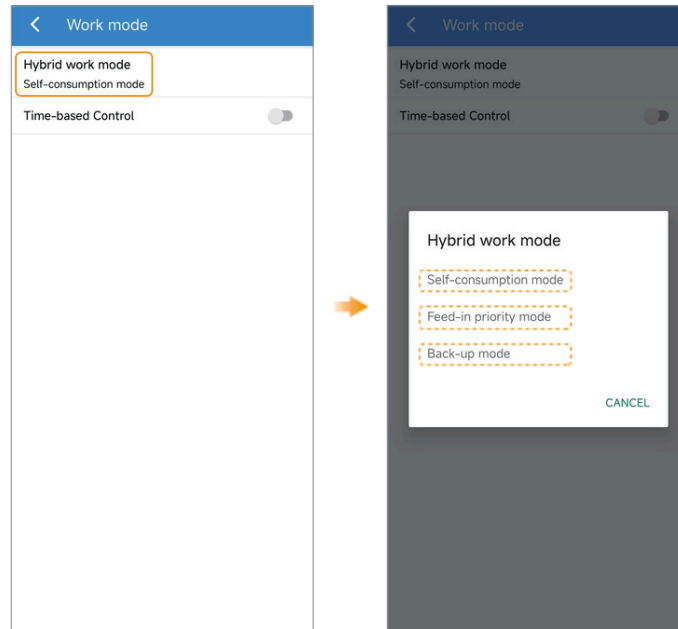 Work mode
Hybrid work mode
Self-consumption mode
Time-based Control
Work mode
Hybrid work mode
Self-consumption mode
Time-based Control
Hybrid work mode
Self-consumption mode
Feed-in priority mode
Back-up mode
CANCEL